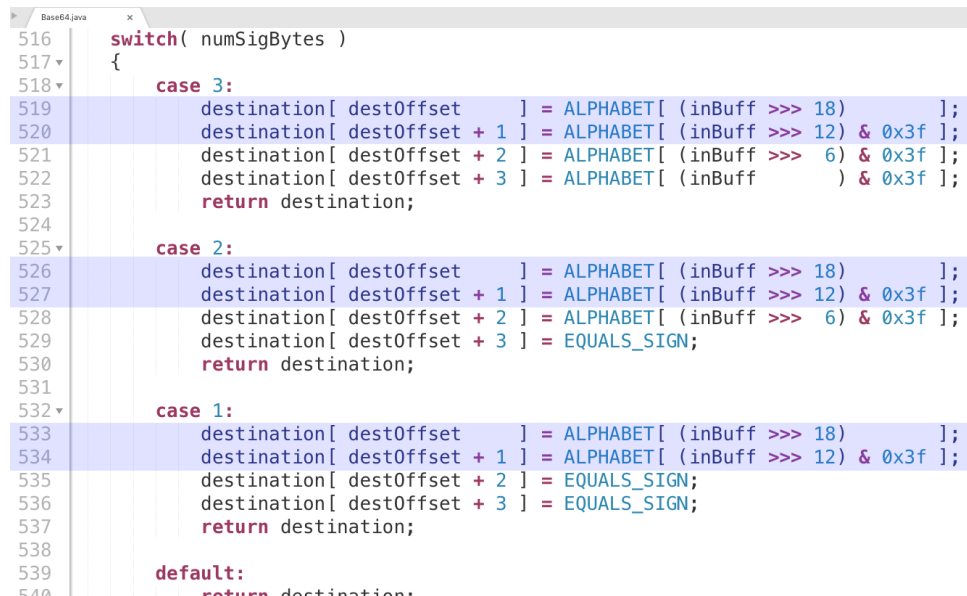 Base64.java ×
516 switch( numSigBytes )
517 {
518 case 3:
519 destination[ destOffset     ] = ALPHABET[ (inBuff >>> 18)        ];
520 destination[ destOffset + 1 ] = ALPHABET[ (inBuff >>> 12) & 0x3f ];
521 destination[ destOffset + 2 ] = ALPHABET[ (inBuff >>>  6) & 0x3f ];
522 destination[ destOffset + 3 ] = ALPHABET[ (inBuff       ) & 0x3f ];
523 return destination;
524
525 case 2:
526 destination[ destOffset     ] = ALPHABET[ (inBuff >>> 18)        ];
527 destination[ destOffset + 1 ] = ALPHABET[ (inBuff >>> 12) & 0x3f ];
528 destination[ destOffset + 2 ] = ALPHABET[ (inBuff >>>  6) & 0x3f ];
529 destination[ destOffset + 3 ] = EQUALS_SIGN;
530 return destination;
531
532 case 1:
533 destination[ destOffset     ] = ALPHABET[ (inBuff >>> 18)        ];
534 destination[ destOffset + 1 ] = ALPHABET[ (inBuff >>> 12) & 0x3f ];
535 destination[ destOffset + 2 ] = EQUALS_SIGN;
536 destination[ destOffset + 3 ] = EQUALS_SIGN;
537 return destination;
538
539 default:
540 return destination;